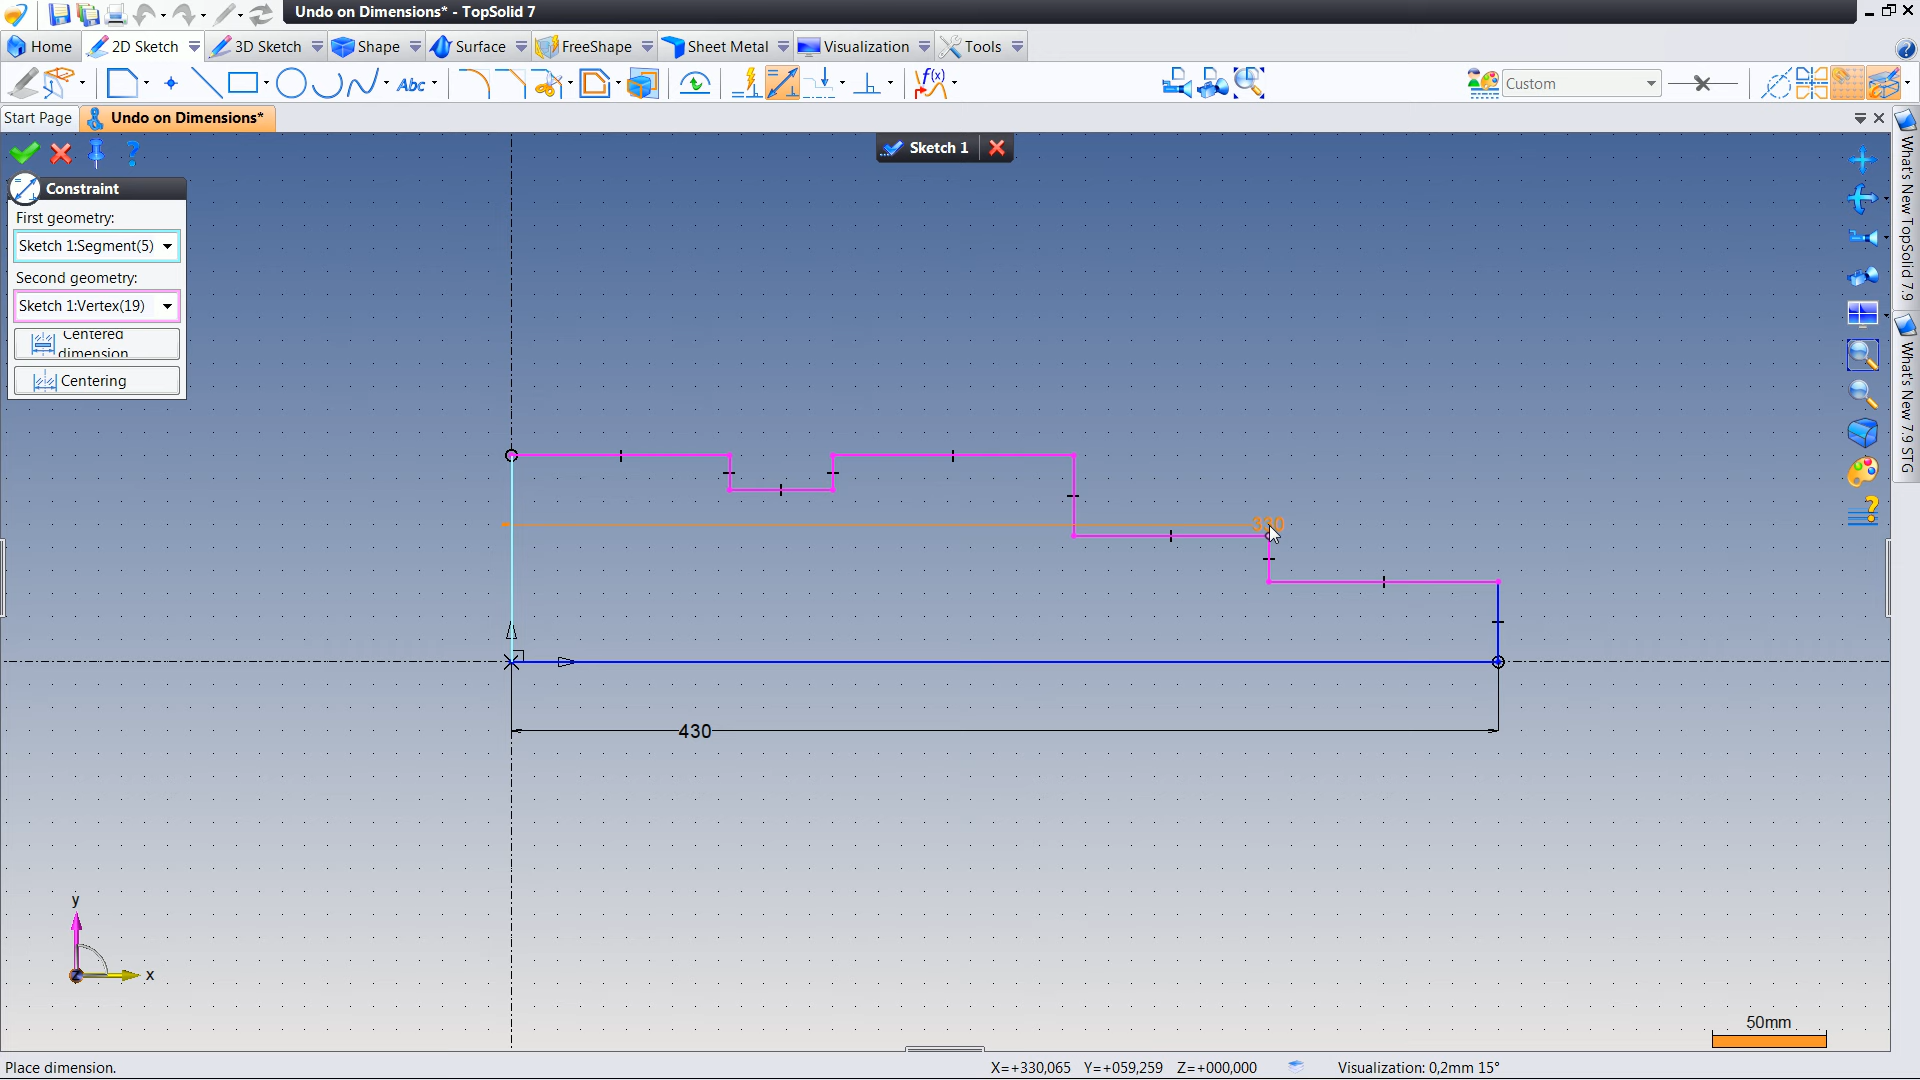 Undo on Dimensions* - TopSolid 7
Home
2D Sketch
3D Sketch
Shape
Surface
FreeShape
Sheet Metal
Visualization
Tools
Abc
f(x)
Custom
Start Page
Undo on Dimensions*
Sketch 1
Constraint
First geometry:
Sketch 1:Segment(5)
Second geometry:
Sketch 1:Vertex(19)
Centered
dimension
Centering
What's New TopSolid 7.9
What's New 7.9 STG
330
430
y
x
z
50mm
Place dimension.
X=+330,065 Y=+059,259 Z=+000,000
Visualization: 0,2mm 15°